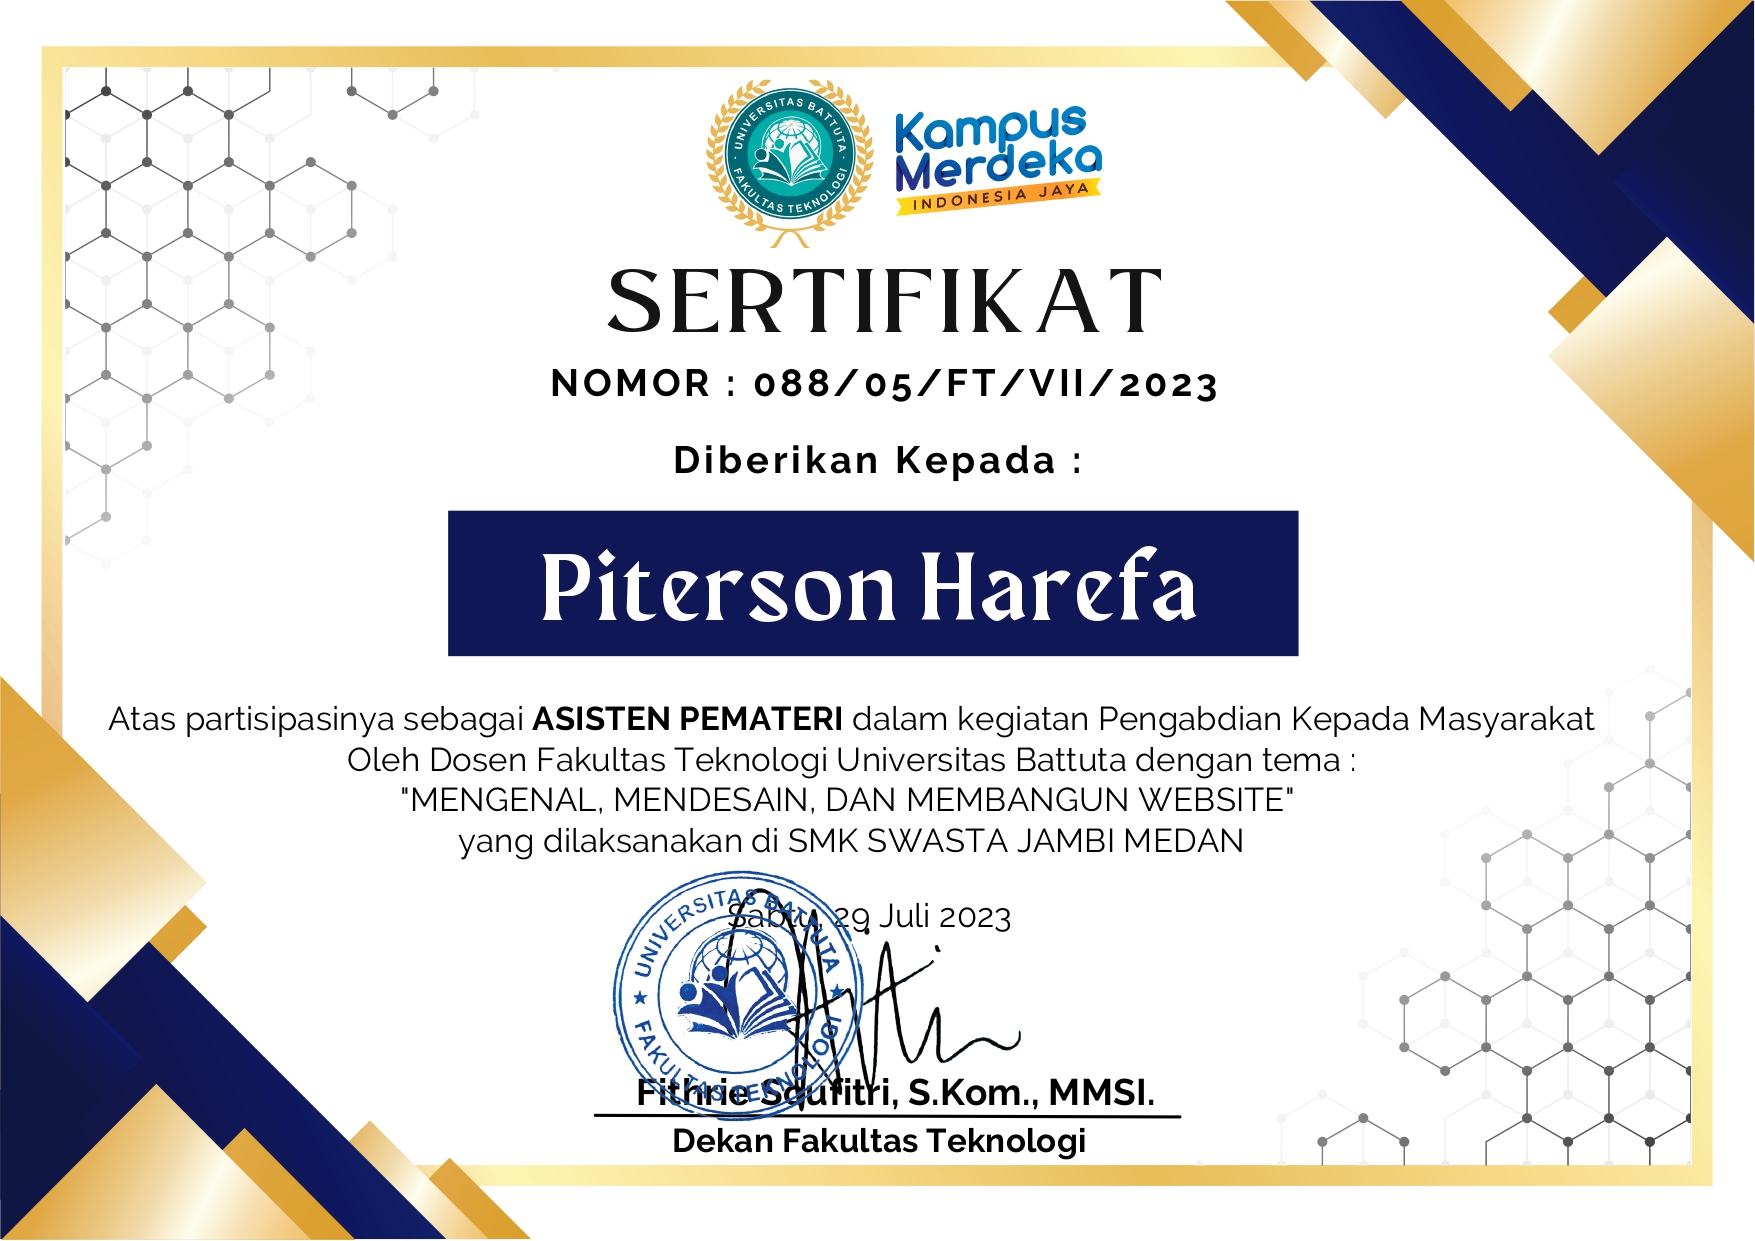 UNIVERSITAS BATTUTA
FAKULTAS TEKNOLOGI
Kampus
Merdeka
INDONESIA JAYA
SERTIFIKAT
NOMOR : 088/05/FT/VII/2023
Diberikan Kepada :
Piterson Harefa
Atas partisipasinya sebagai ASISTEN PEMATERI dalam kegiatan Pengabdian Kepada Masyarakat
Oleh Dosen Fakultas Teknologi Universitas Battuta dengan tema :
"MENGENAL, MENDESAIN, DAN MEMBANGUN WEBSITE"
yang dilaksanakan di SMK SWASTA JAMBI MEDAN
Sabtu, 29 Juli 2023
UNIVERSITAS BATTUTA
FAKULTAS TEKNOLOGI
Fithrie Soufitri, S.Kom., MMSI.
Dekan Fakultas Teknologi